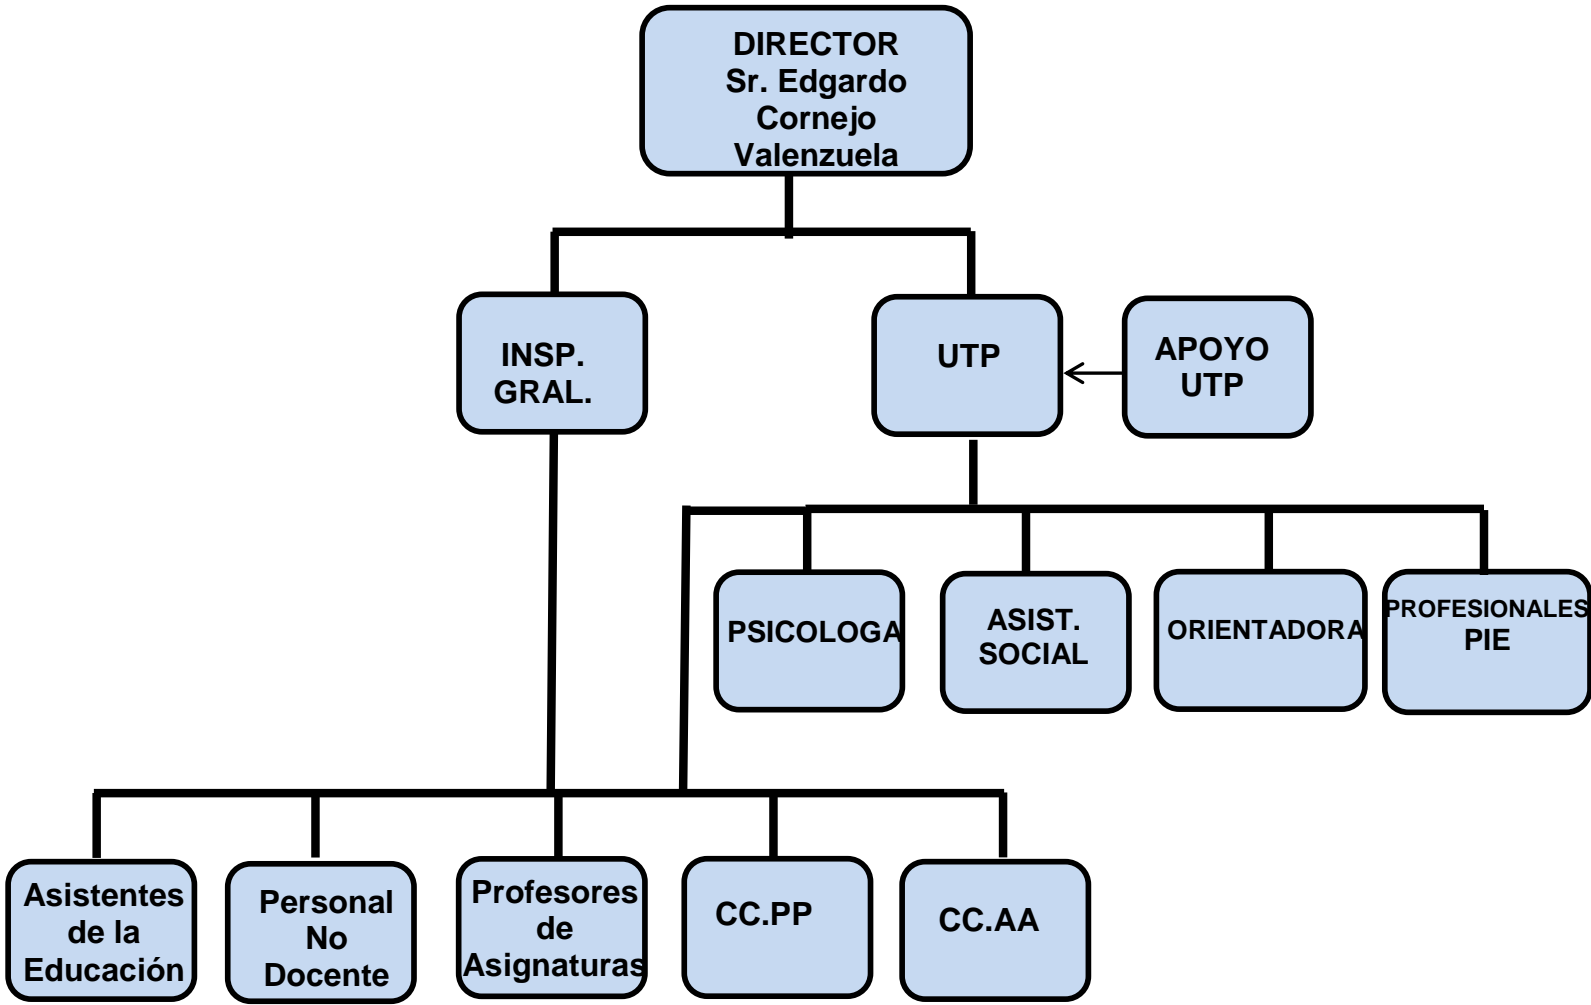 DIRECTOR
Sr. Edgardo
Cornejo
Valenzuela
INSP.
GRAL.
UTP
APOYO
UTP
PSICOLOGA
ASIST.
SOCIAL
ORIENTADORA
PROFESIONALES
PIE
Asistentes
de la
Educación
Personal
No
Docente
Profesores
de
Asignaturas
CC.PP
CC.AA